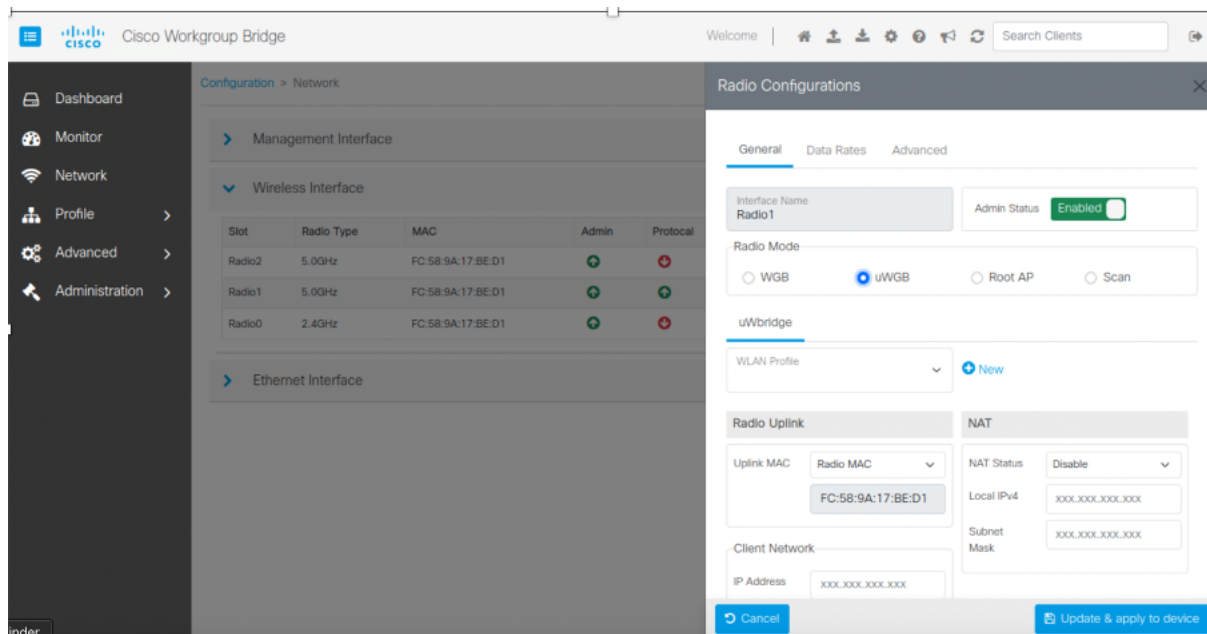 CISCO Cisco Workgroup Bridge
Welcome
Search Clients
Dashboard
Monitor
Network
Profile
Advanced
Administration
inder
Configuration > Network
Management Interface
Wireless Interface
Slot Radio Type MAC Admin Protocal
Radio2 5.0GHz FC:58:9A:17:BE:D1
Radio1 5.0GHz FC:58:9A:17:BE:D1
Radio0 2.4GHz FC:58:9A:17:BE:D1
Ethernet Interface
Radio Configurations
General Data Rates Advanced
Interface Name
Radio1
Admin Status Enabled
Radio Mode
WGB uWGB Root AP Scan
uWbridge
WLAN Profile
New
Radio Uplink
Uplink MAC Radio MAC
FC:58:9A:17:BE:D1
Client Network
IP Address xxx.xxx.xxx.xxx
NAT
NAT Status Disable
Local IPv4 xxx.xxx.xxx.xxx
Subnet
Mask
xxx.xxx.xxx.xxx
Cancel
Update & apply to device